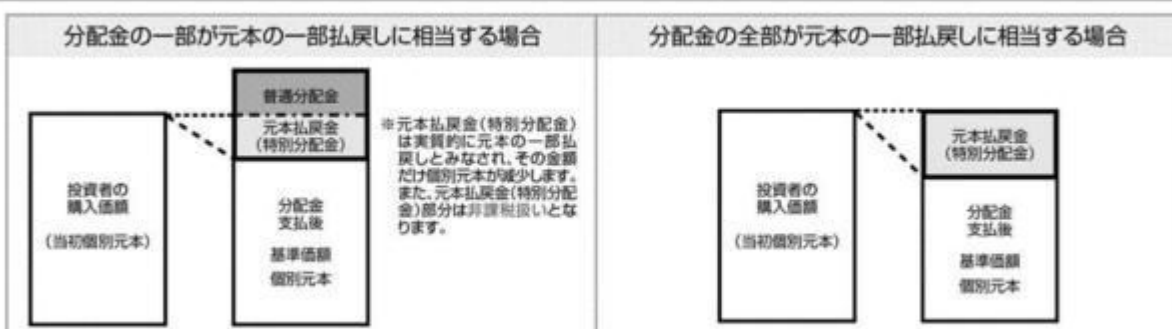 分配金の一部が元本の一部払戻しに相当する場合
普通分配金
元本払戻金
(特別分配金)
投資者の
購入価額
(当初個別元本)
分配金
支払後
基準価額
個別元本
※元本払戻金(特別分配金)
は実質的に元本の一部払
戻しとみなされ、その金額
だけ個別元本が減少します。
また、元本払戻金(特別分配
金)部分は非課税扱いとな
ります。
分配金の全部が元本の一部払戻しに相当する場合
元本払戻金
(特別分配金)
投資者の
購入価額
(当初個別元本)
分配金
支払後
基準価額
個別元本